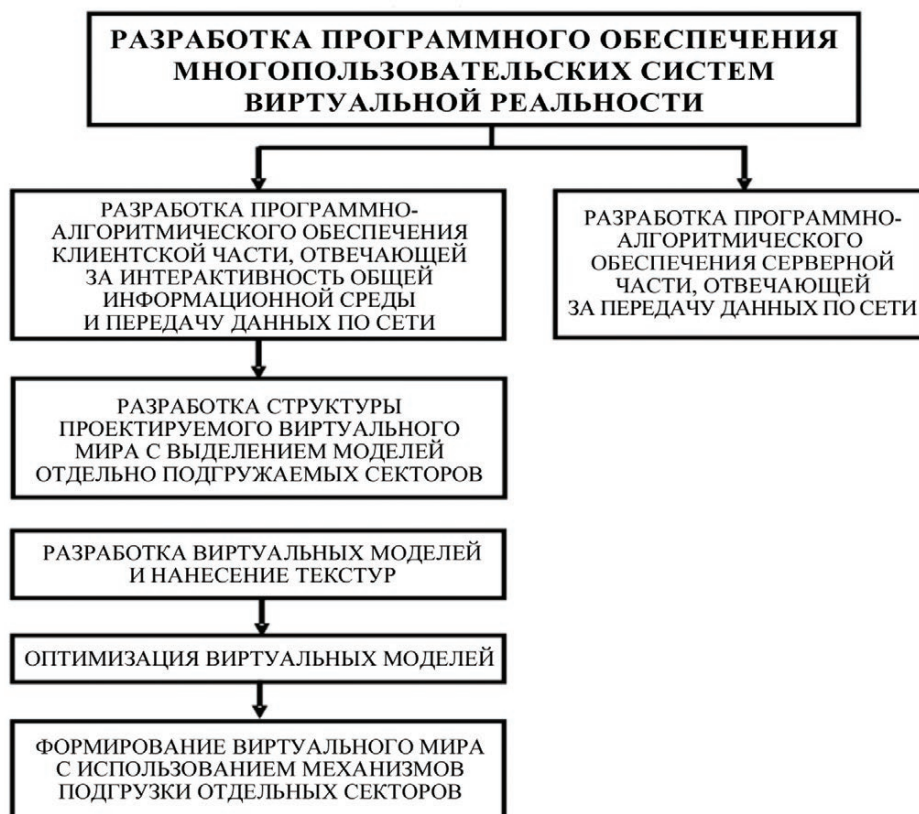 РАЗРАБОТКА ПРОГРАММНОГО ОБЕСПЕЧЕНИЯ
МНОГОПОЛЬЗОВАТЕЛЬСКИХ СИСТЕМ
ВИРТУАЛЬНОЙ РЕАЛЬНОСТИ
РАЗРАБОТКА ПРОГРАММНО-
АЛГОРИТМИЧЕСКОГО ОБЕСПЕЧЕНИЯ
КЛИЕНТСКОЙ ЧАСТИ, ОТВЕЧАЮЩЕЙ
ЗА ИНТЕРАКТИВНОСТЬ ОБЩЕЙ
ИНФОРМАЦИОННОЙ СРЕДЫ
И ПЕРЕДАЧУ ДАННЫХ ПО СЕТИ
РАЗРАБОТКА ПРОГРАММНО-
АЛГОРИТМИЧЕСКОГО
ОБЕСПЕЧЕНИЯ СЕРВЕРНОЙ
ЧАСТИ, ОТВЕЧАЮЩЕЙ
ЗА ПЕРЕДАЧУ ДАННЫХ ПО СЕТИ
РАЗРАБОТКА СТРУКТУРЫ
ПРОЕКТИРУЕМОГО ВИРТУАЛЬНОГО
МИРА С ВЫДЕЛЕНИЕМ МОДЕЛЕЙ
ОТДЕЛЬНО ПОДГРУЖАЕМЫХ СЕКТОРОВ
РАЗРАБОТКА ВИРТУАЛЬНЫХ МОДЕЛЕЙ
И НАНЕСЕНИЕ ТЕКСТУР
ОПТИМИЗАЦИЯ ВИРТУАЛЬНЫХ МОДЕЛЕЙ
ФОРМИРОВАНИЕ ВИРТУАЛЬНОГО МИРА
С ИСПОЛЬЗОВАНИЕМ МЕХАНИЗМОВ
ПОДГРУЗКИ ОТДЕЛЬНЫХ СЕКТОРОВ